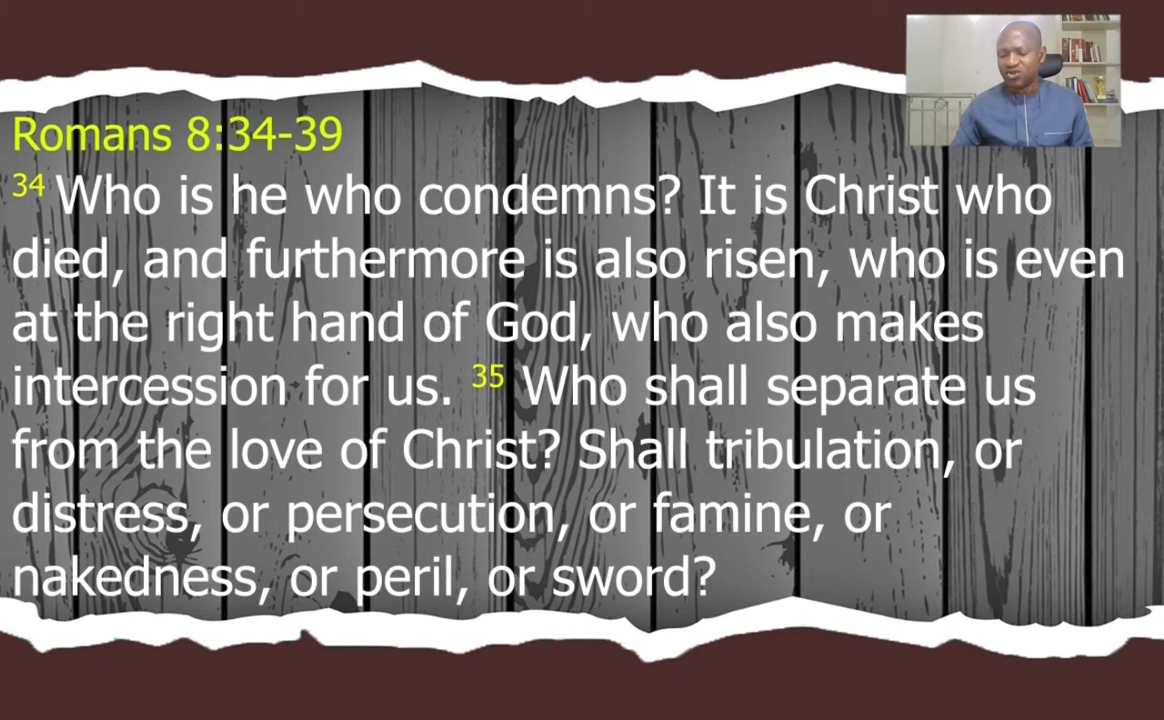 Romans 8:34-39
34 Who is he who condemns? It is Christ who
died, and furthermore is also risen, who is even
at the right hand of God, who also makes
intercession for us. 35 Who shall separate us
from the love of Christ? Shall tribulation, or
distress, or persecution, or famine, or
nakedness, or peril, or sword?